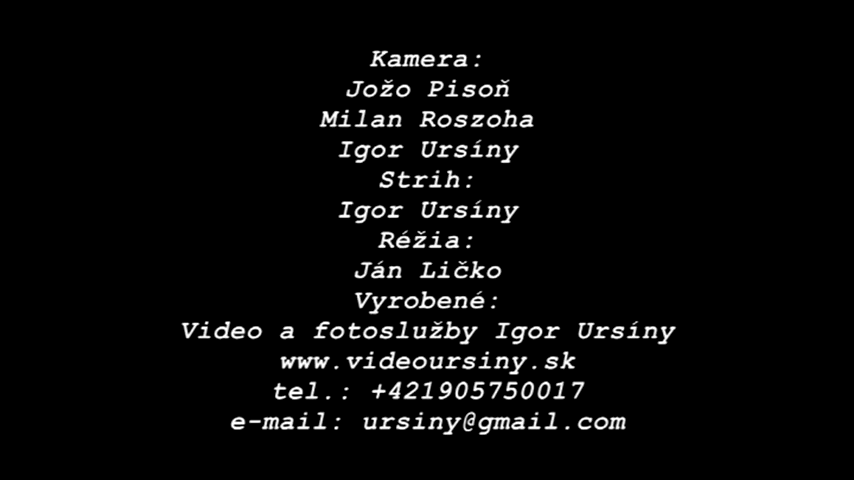 Kamera:
Jožo Pisoň
Milan Roszoha
Igor Ursíny
Strih:
Igor Ursíny
Réžia:
Ján Ličko
Vyrobené:
Video a fotoslužby Igor Ursíny
www.videoursiny.sk
tel.: +421905750017
e-mail: ursiny@gmail.com